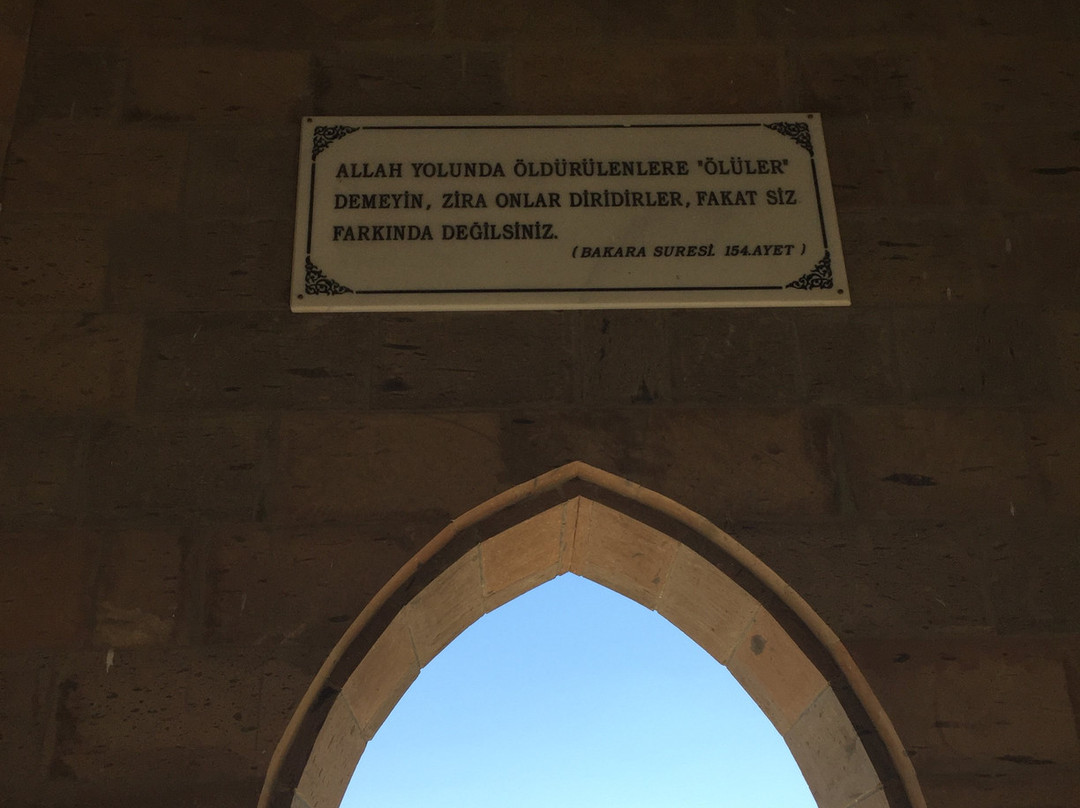 ALLAH YOLUNDA ÖLDÜRÜLENLERE "ÖLÜLER"
DEMEYİN, ZİRA ONLAR DİRİDİRLER, FAKAT SİZ
FARKINDA DEĞİLSİNİZ.
(BAKARA SURESİ. 154.AYET)